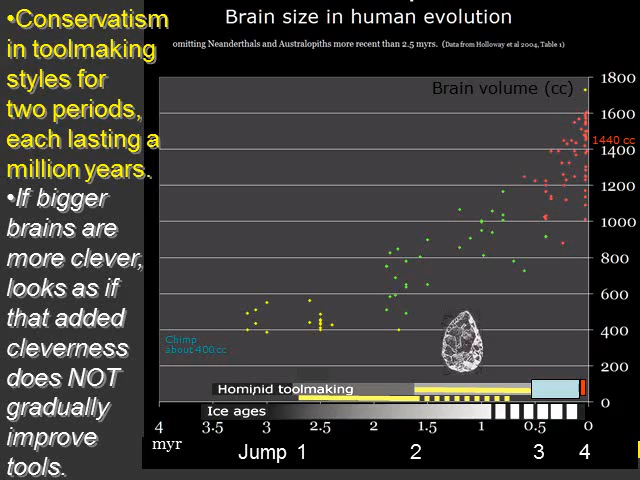 •Conservatism
in toolmaking
styles for
two periods,
each lasting a
million years.
•If bigger
brains are
more clever,
looks as if
that added
cleverness
does NOT
gradually
improve
tools.
Brain size in human evolution
omitting Neanderthals and Australopiths more recent than 2.5 myrs. (Data from Holloway et al 2004, Table 1)
Brain volume (cc)
1800
1600
1440 cc
1400
1200
1000
800
600
400
200
0
Chimp
about 400 cc
Hominid toolmaking
Ice ages
4 3.5 3 2.5 2 1.5 1 0.5 0
myr
Jump 1 2 3 4